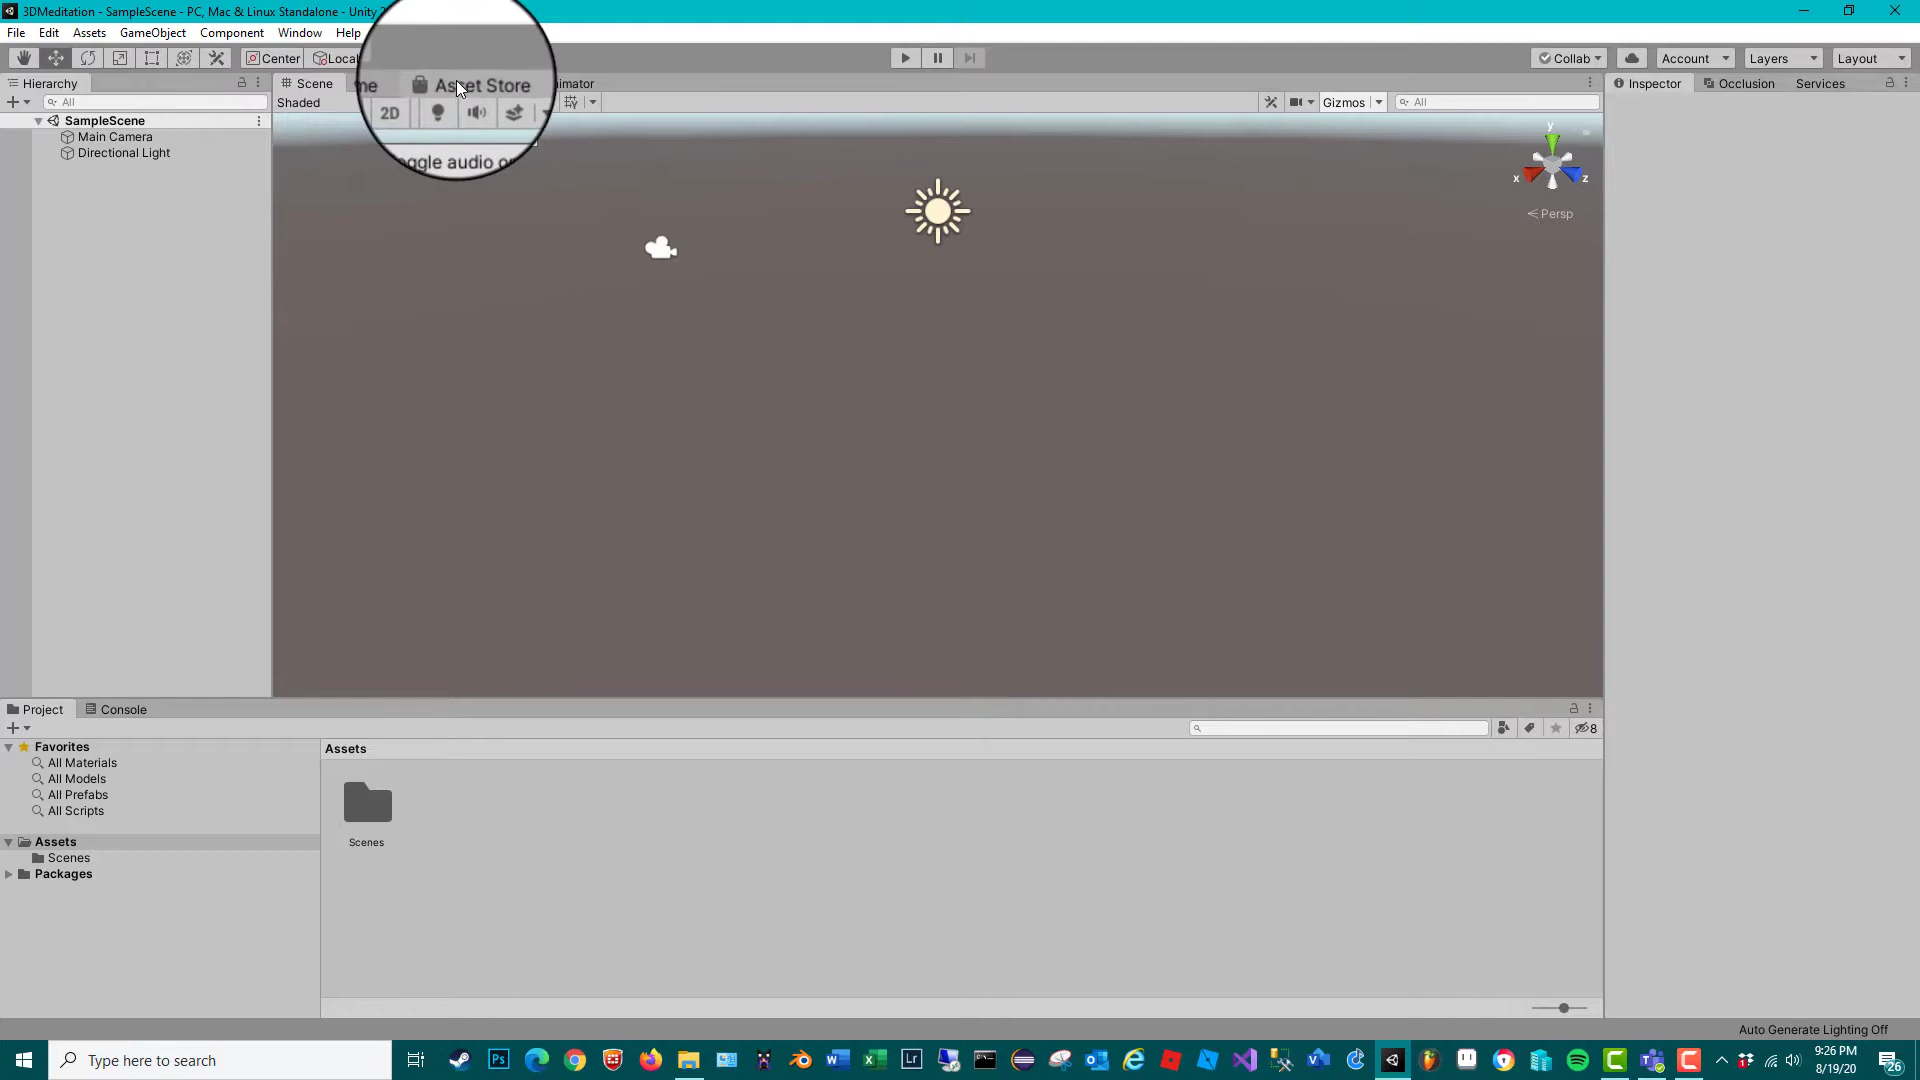 3DMeditation - SampleScene - PC, Mac & Linux Standalone - Unity
File Edit Assets GameObject Component Window Help
Center Local
Collab Account Layers Layout
Hierarchy
Scene
Asset Store
Inspector Occlusion Services
All
Shaded
2D
Gizmos
All
SampleScene
Main Camera
Directional Light
audio
y
x
z
Persp
Project Console
8
Favorites
All Materials
All Models
All Prefabs
All Scripts
Assets
Scenes
Packages
Assets
Scenes
Auto Generate Lighting Off
Type here to search
9:26 PM
8/19/20
26